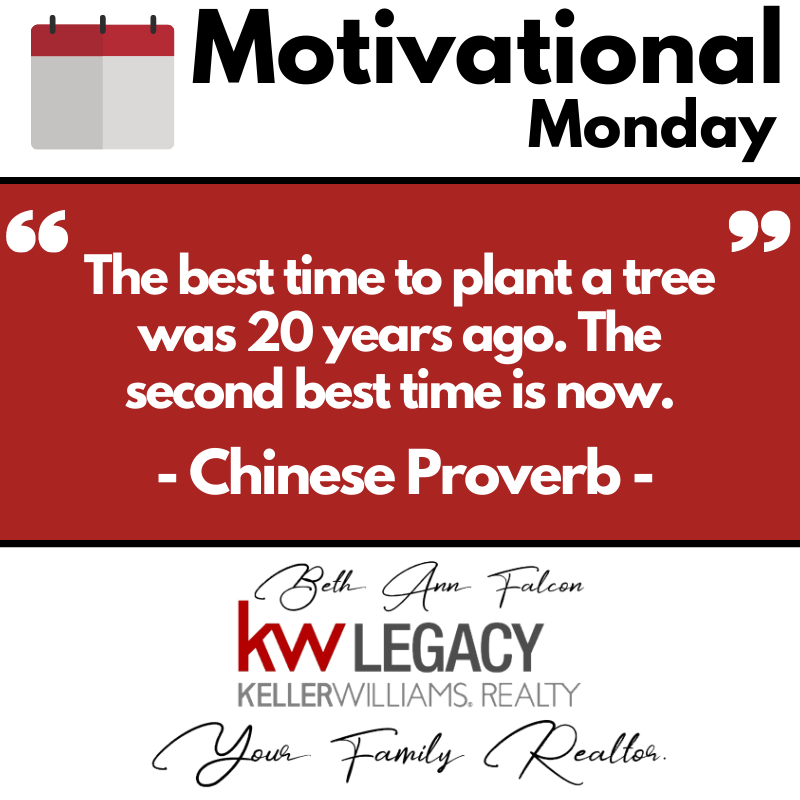 Motivational
Monday
“ ”
The best time to plant a tree
was 20 years ago. The
second best time is now.
- Chinese Proverb -
Beth Ann Falcon
kw LEGACY
KELLERWILLIAMS. REALTY
Your Family Realtor.